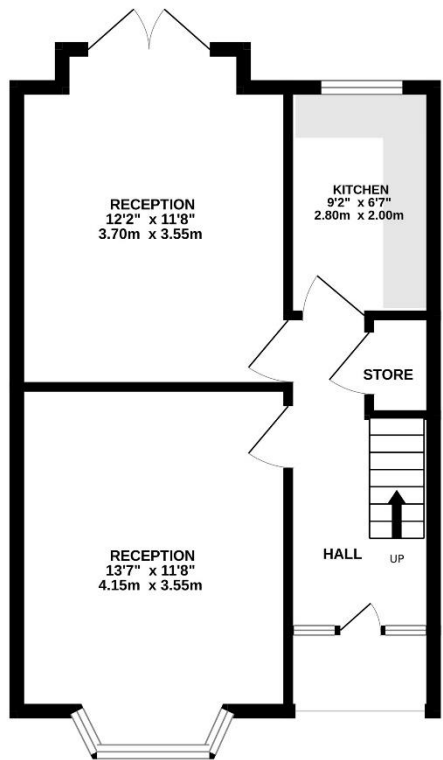 RECEPTION
12'2" x 11'8"
3.70m x 3.55m
KITCHEN
9'2" x 6'7"
2.80m x 2.00m
STORE
RECEPTION
13'7" x 11'8"
4.15m x 3.55m
HALL
UP